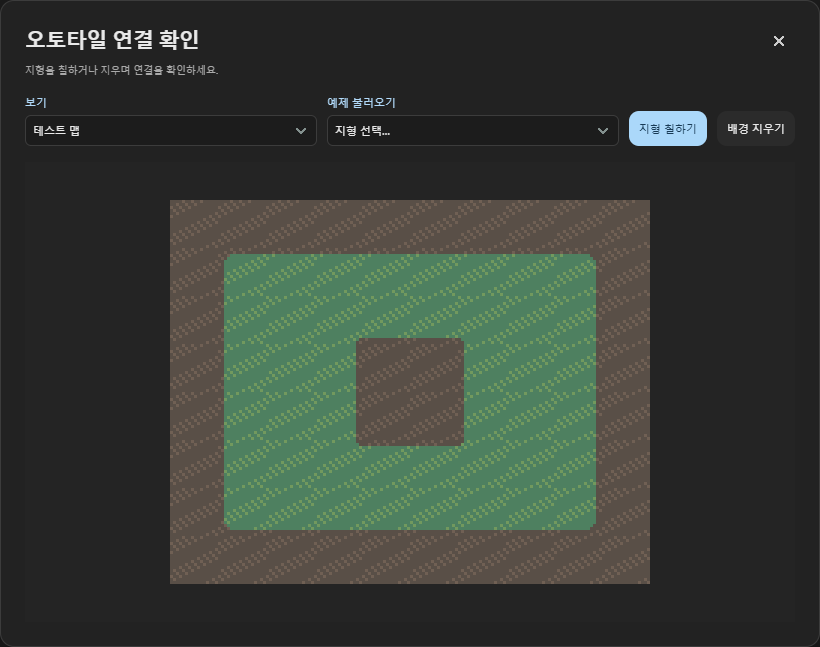 오토타일 연결 확인
지형을 칠하거나 지우며 연결을 확인하세요.
보기
예제 불러오기
테스트 맵
지형 선택...
지형 칠하기
배경 지우기